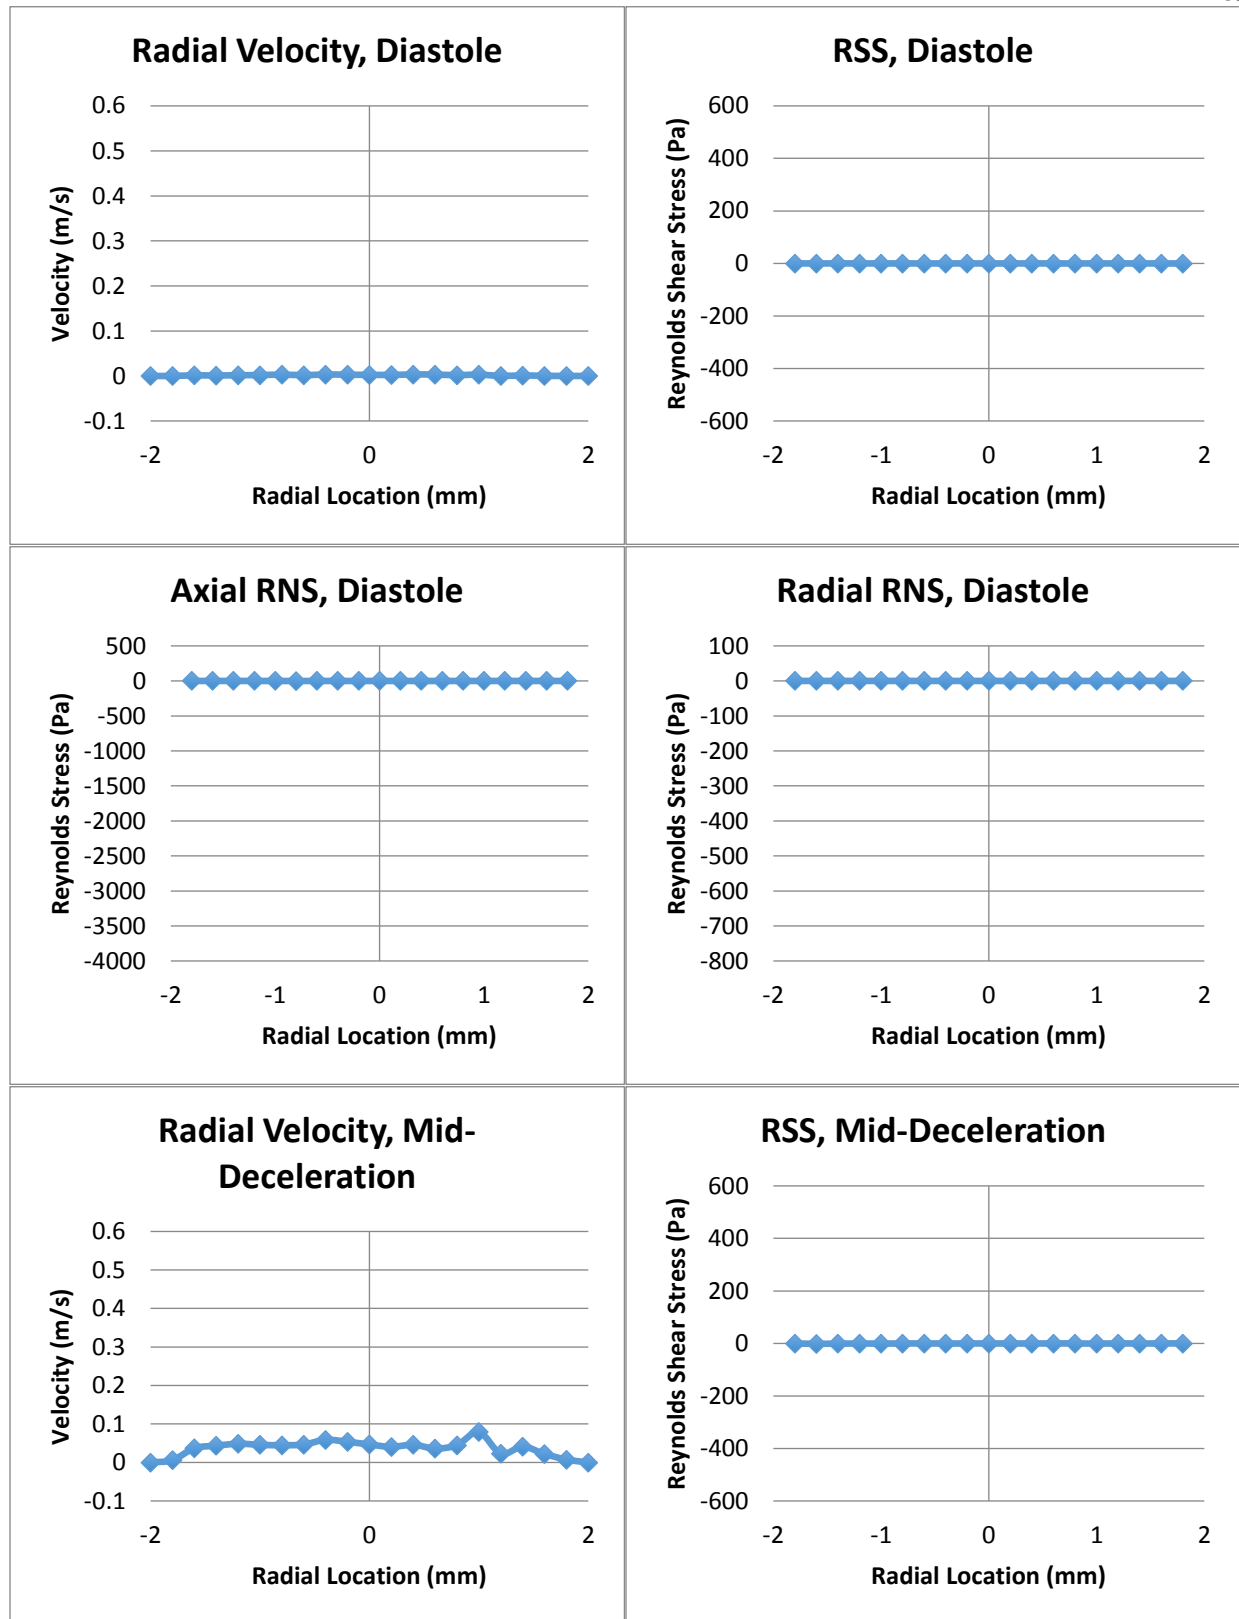 Radial Velocity, Diastole
0.6
0.5
0.4
0.3
0.2
0.1
0
-0.1
Velocity (m/s)
-2 0 2
Radial Location (mm)
RSS, Diastole
600
400
200
0
-200
-400
-600
Reynolds Shear Stress (Pa)
-2 -1 0 1 2
Radial Location (mm)
Axial RNS, Diastole
500
0
-500
-1000
-1500
-2000
-2500
-3000
-3500
-4000
Reynolds Stress (Pa)
-2 -1 0 1 2
Radial Location (mm)
Radial RNS, Diastole
100
0
-100
-200
-300
-400
-500
-600
-700
-800
Reynolds Stress (Pa)
-2 -1 0 1 2
Radial Location (mm)
Radial Velocity, Mid-
Deceleration
0.6
0.5
0.4
0.3
0.2
0.1
0
-0.1
Velocity (m/s)
-2 0 2
Radial Location (mm)
RSS, Mid-Deceleration
600
400
200
0
-200
-400
-600
Reynolds Shear Stress (Pa)
-2 -1 0 1 2
Radial Location (mm)